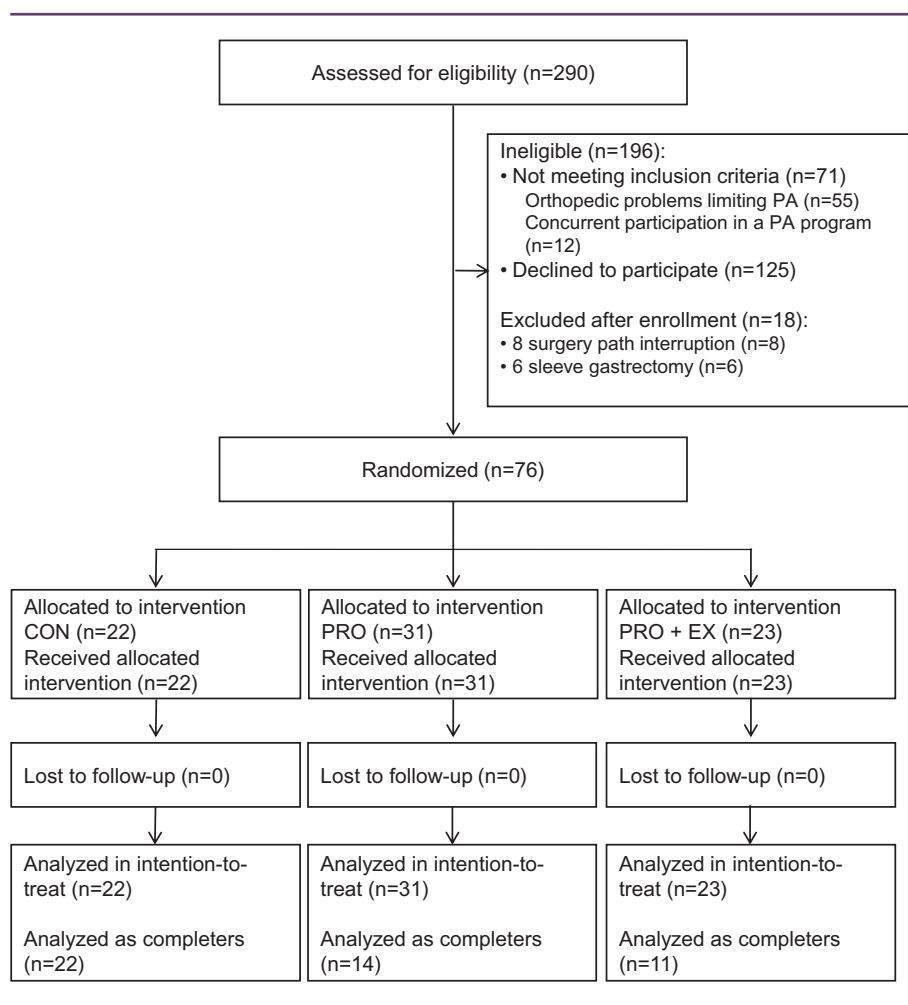 Assessed for eligibility (n=290)
Ineligible (n=196):
• Not meeting inclusion criteria (n=71)
Orthopedic problems limiting PA (n=55)
Concurrent participation in a PA program
(n=12)
• Declined to participate (n=125)
Excluded after enrollment (n=18):
• 8 surgery path interruption (n=8)
• 6 sleeve gastrectomy (n=6)
Randomized (n=76)
Allocated to intervention
CON (n=22)
Received allocated
intervention (n=22)
Allocated to intervention
PRO (n=31)
Received allocated
intervention (n=31)
Allocated to intervention
PRO + EX (n=23)
Received allocated
intervention (n=23)
Lost to follow-up (n=0)
Lost to follow-up (n=0)
Lost to follow-up (n=0)
Analyzed in intention-to-
treat (n=22)
Analyzed as completers
(n=22)
Analyzed in intention-to-
treat (n=31)
Analyzed as completers
(n=14)
Analyzed in intention-to-
treat (n=23)
Analyzed as completers
(n=11)